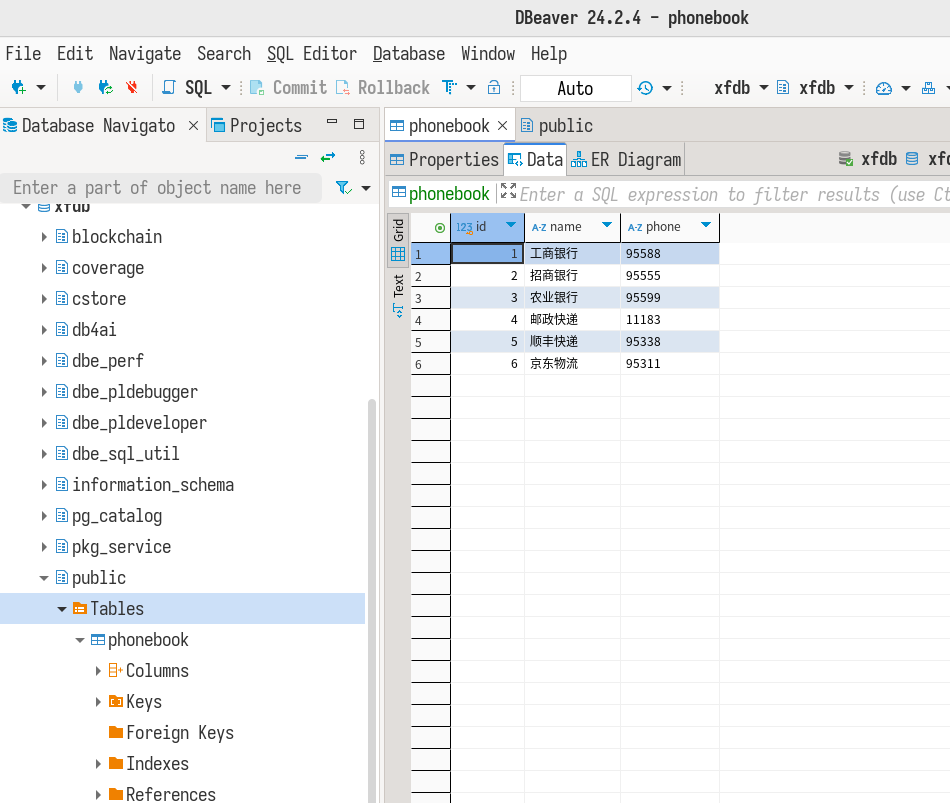 DBeaver 24.2.4 - phonebook
File Edit Navigate Search SQL Editor Database Window Help
SQL Commit Rollback Auto xfdb xfdb
Database Navigato Projects
Enter a part of object name here
xfdb
blockchain
coverage
cstore
db4ai
dbe_perf
dbe_pldebugger
dbe_pldeveloper
dbe_sql_util
information_schema
pg_catalog
pkg_service
public
Tables
phonebook
Columns
Keys
Foreign Keys
Indexes
References
phonebook public
Properties Data ER Diagram xfdb xf
phonebook Enter a SQL expression to filter results (use Ct
Grid
Text
123 id A-Z name A-Z phone
1 1 工商银行 95588
2 2 招商银行 95555
3 3 农业银行 95599
4 4 邮政快递 11183
5 5 顺丰快递 95338
6 6 京东物流 95311